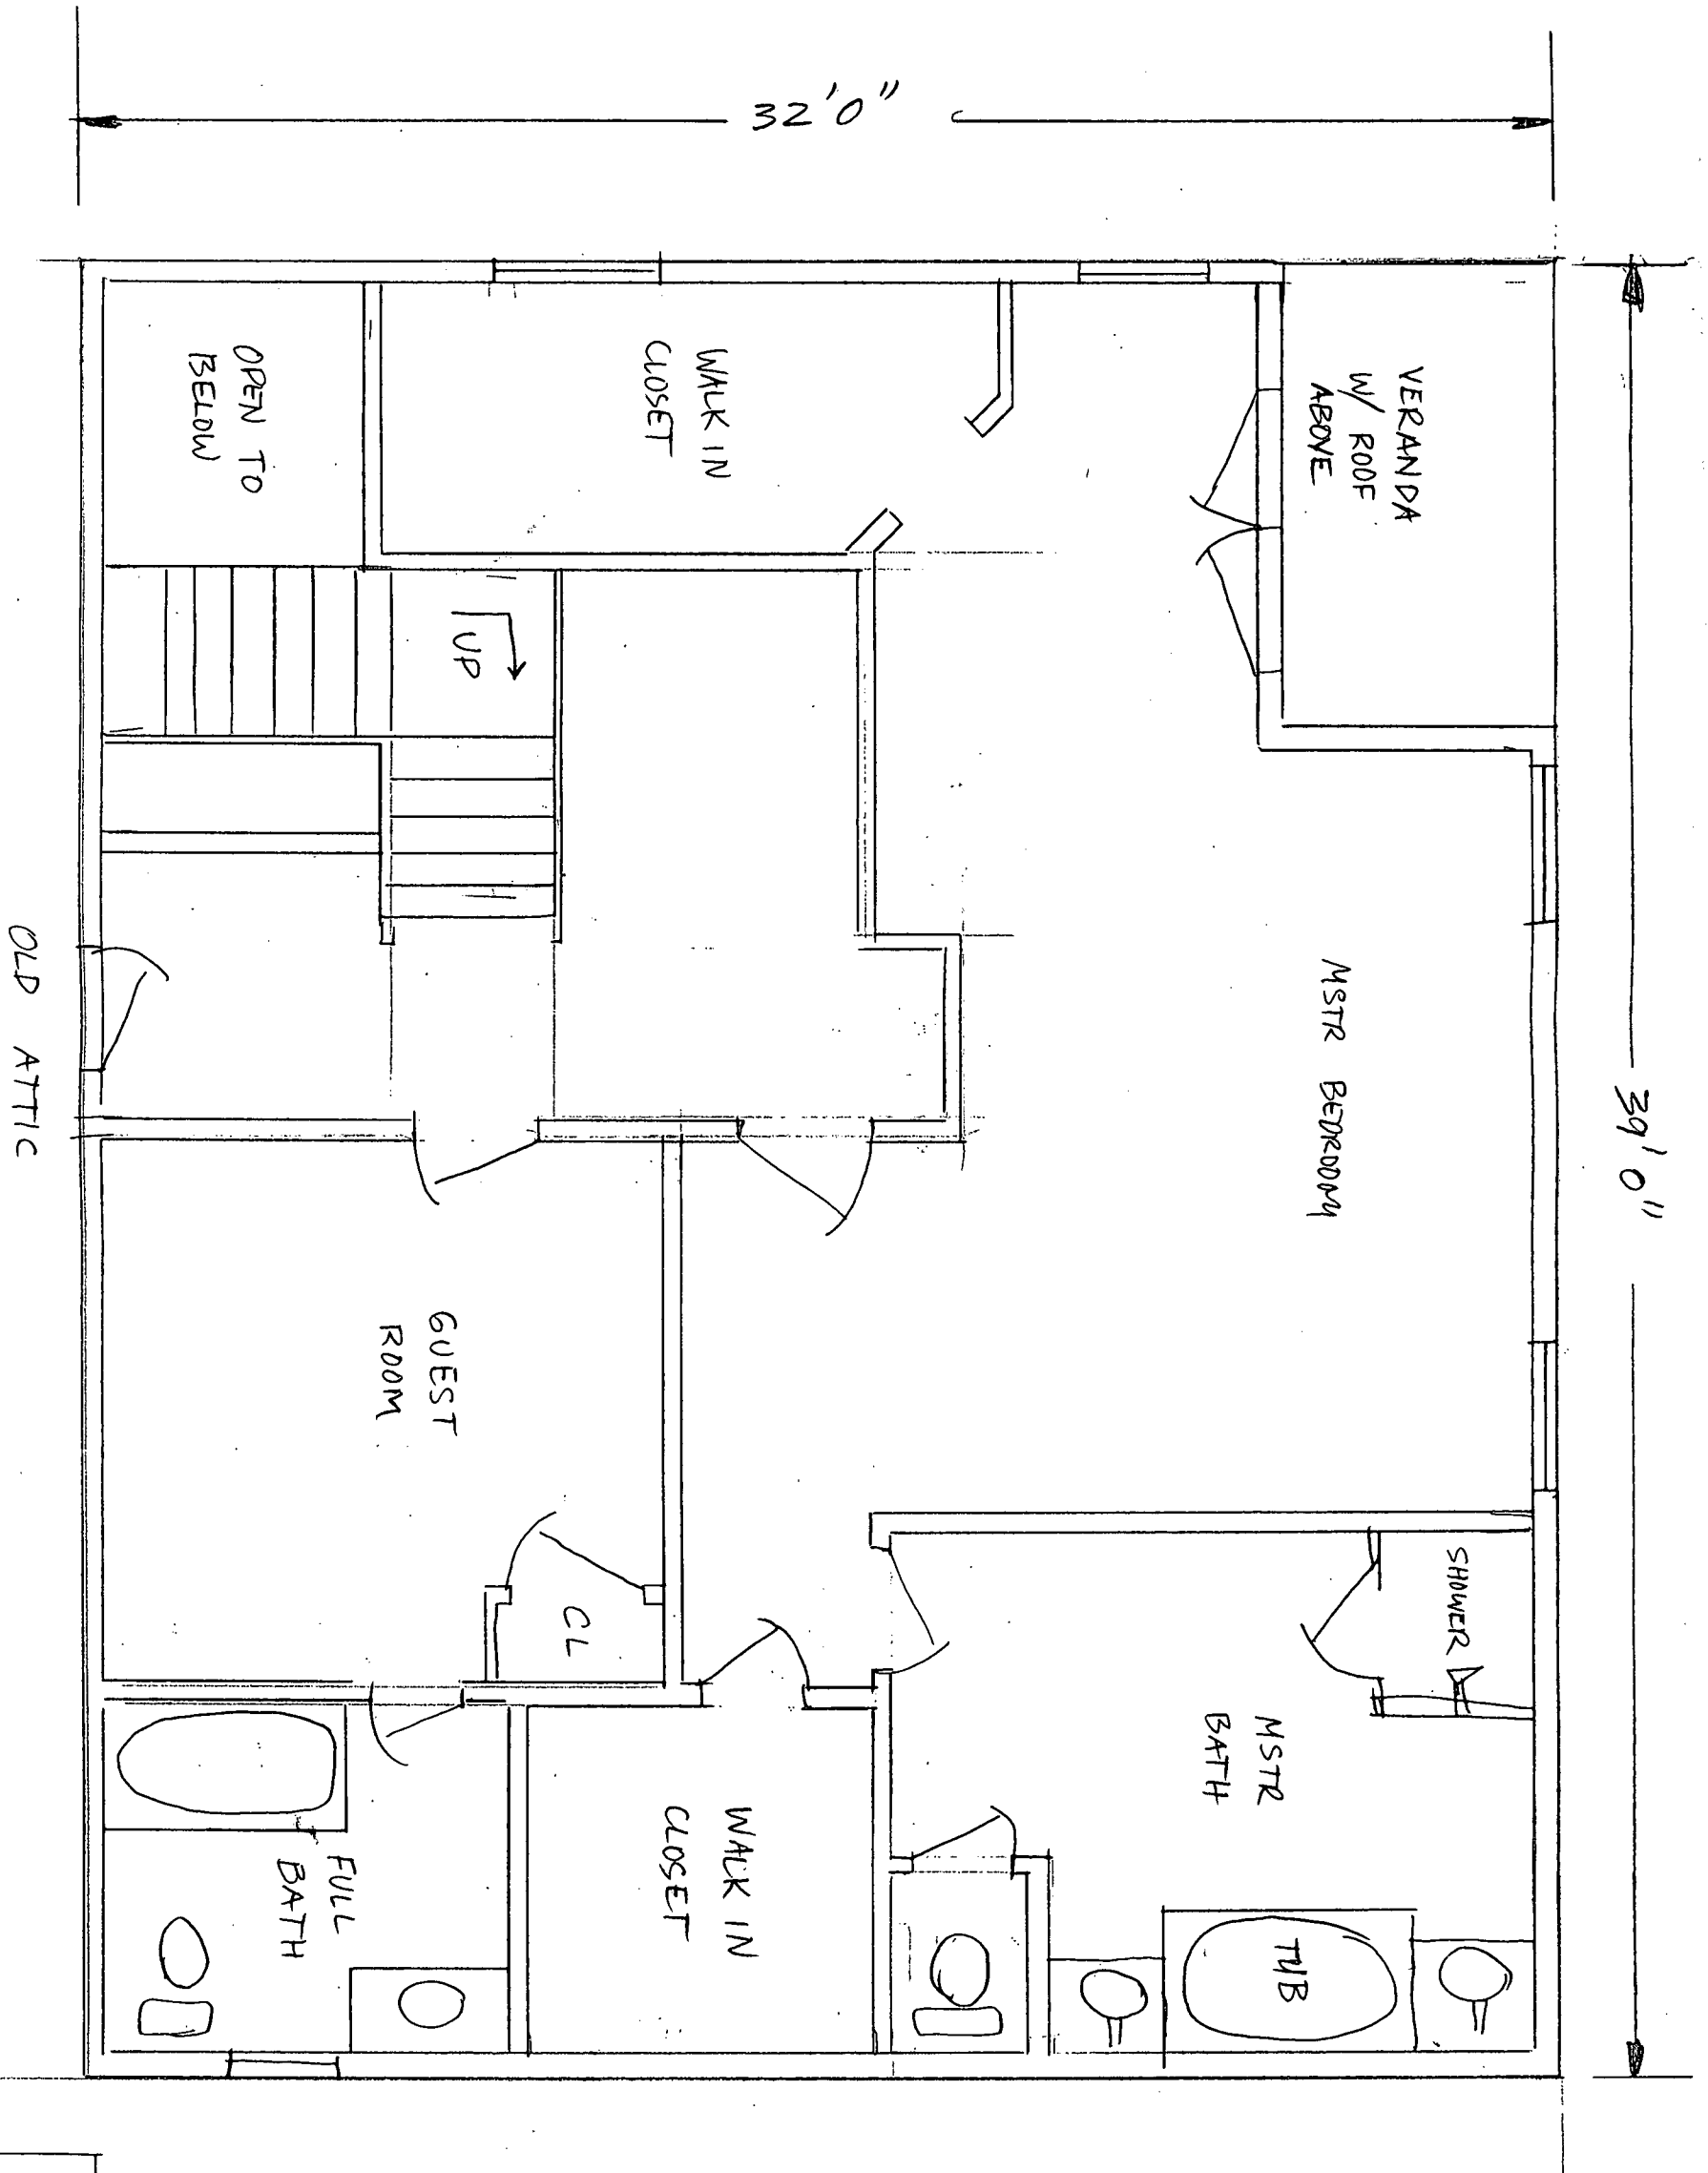 32'0"
39'0"
VERANDA
W/ ROOF
ABOVE
WALK IN
CLOSET
OPEN TO
BELOW
UP
MSTR BEDROOM
OLD ATTIC
GUEST
ROOM
CL
SHOWER
MSTR
BATH
TUB
WALK IN
CLOSET
FULL
BATH